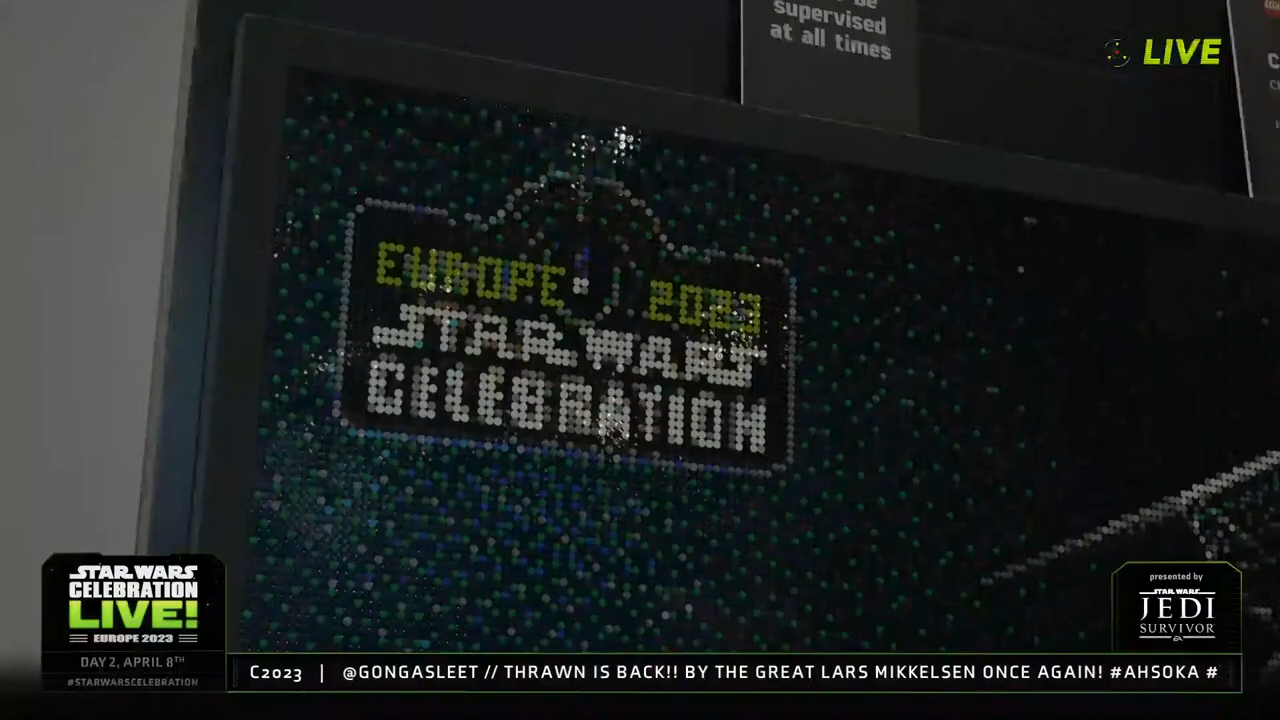 supervised
at all times
LIVE
EUROPE 2023
STAR WARS
CELEBRATION
STAR WARS
CELEBRATION
LIVE!
EUROPE 2023
DAY 2, APRIL 8TH
#STARWARSCELEBRATION
presented by
STAR WARS
JEDI
SURVIVOR
EA
C2023 | @GONGASLEET // THRAWN IS BACK!! BY THE GREAT LARS MIKKELSEN ONCE AGAIN! #AHSOKA #